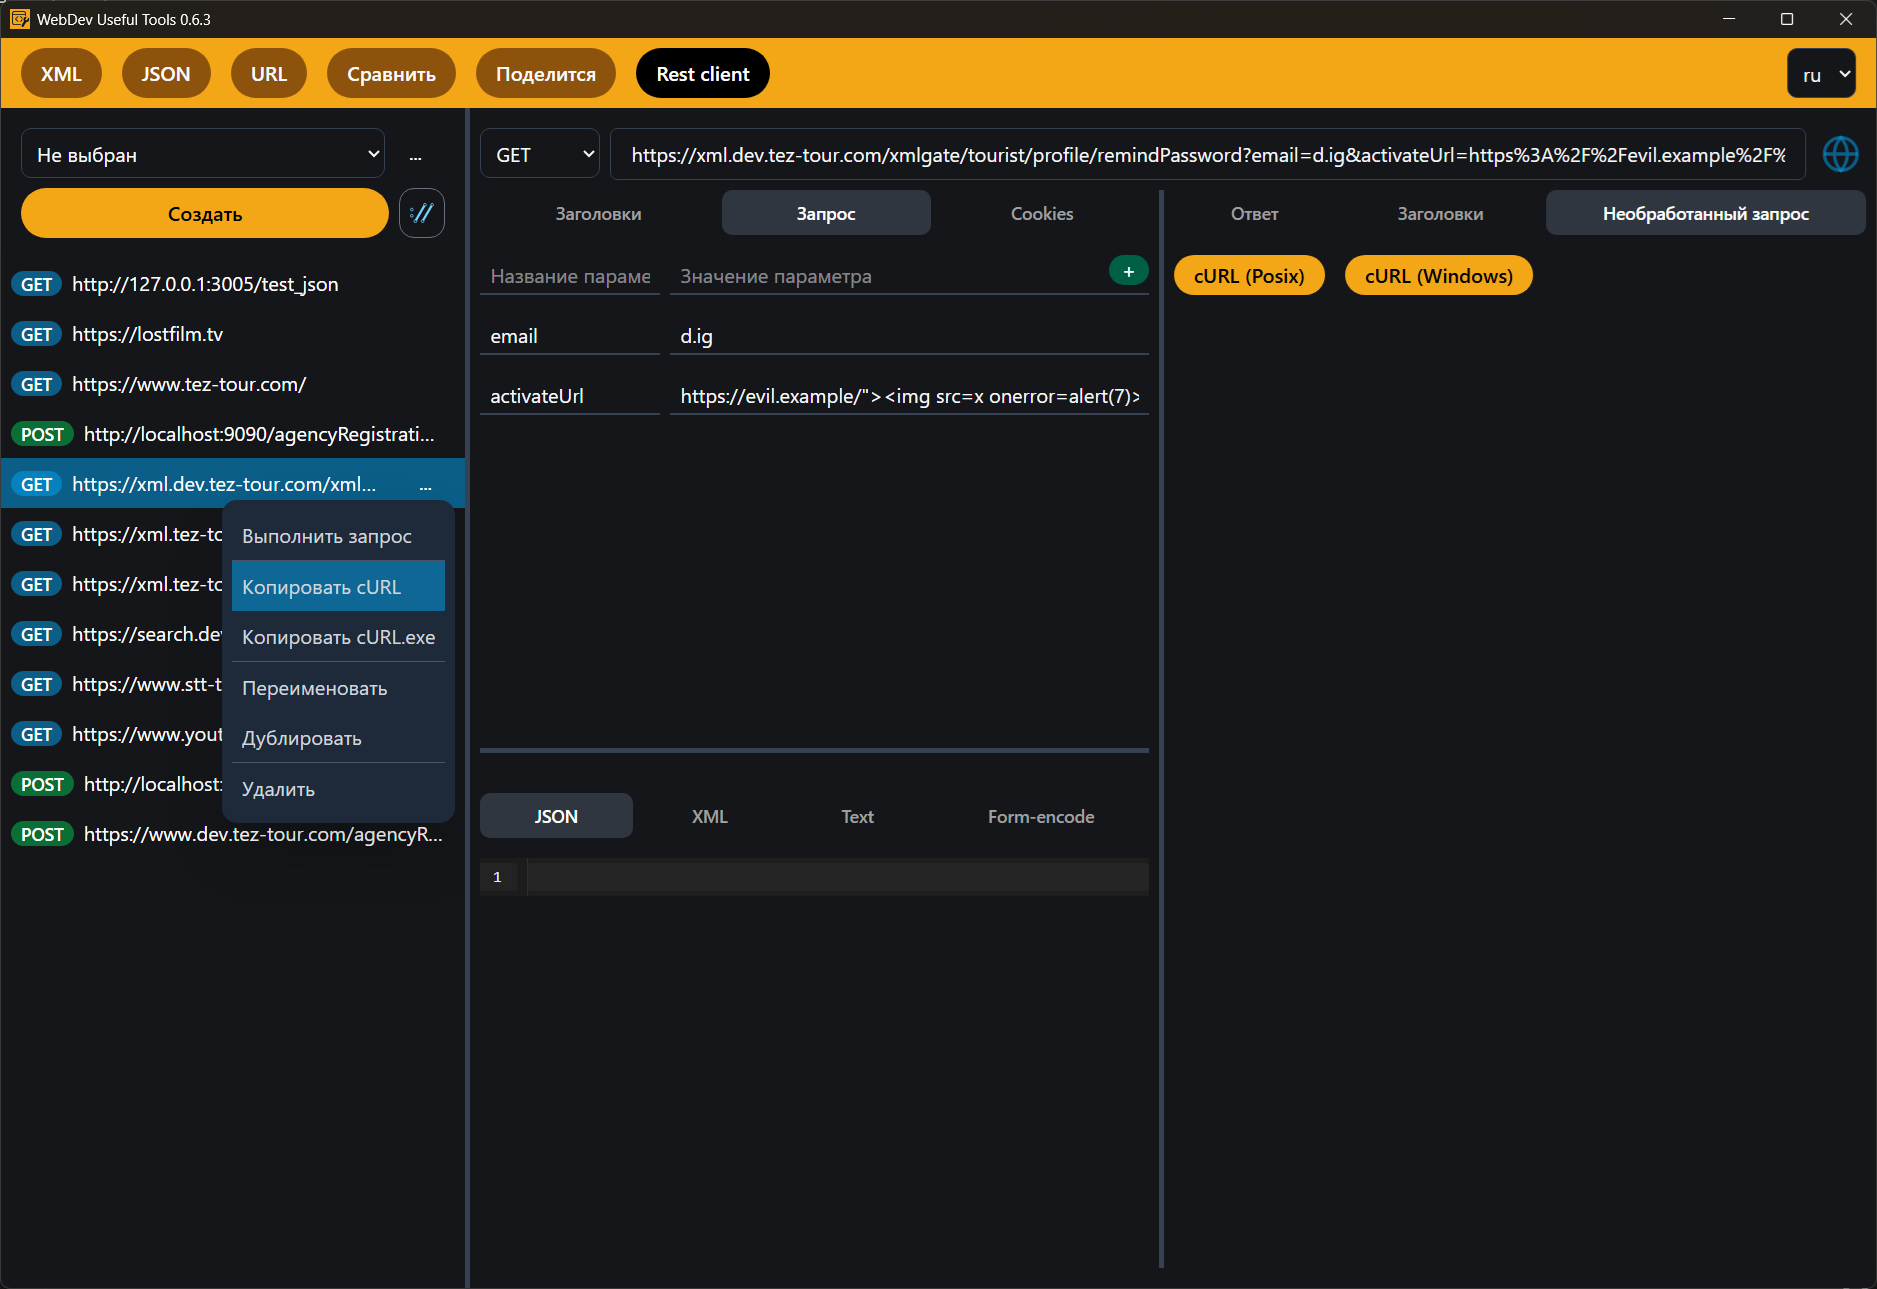 WebDev Useful Tools 0.6.3
XML
JSON
URL
Сравнить
Поделится
Rest client
ru
Не выбран
...
Создать
://
GET http://127.0.0.1:3005/test_json
GET https://lostfilm.tv
GET https://www.tez-tour.com/
POST http://localhost:9090/agencyRegistrati...
GET https://xml.dev.tez-tour.com/xml... ...
GET https://xml.tez-to
GET https://xml.tez-to
GET https://search.dev
GET https://www.stt-t
GET https://www.yout
POST http://localhost:
POST https://www.dev.tez-tour.com/agencyR...
Выполнить запрос
Копировать cURL
Копировать cURL.exe
Переименовать
Дублировать
Удалить
GET
https://xml.dev.tez-tour.com/xmlgate/tourist/profile/remindPassword?email=d.ig&activateUrl=https%3A%2F%2Fevil.example%2F%
Заголовки
Запрос
Cookies
Название параме
Значение параметра
+
email
d.ig
activateUrl
https://evil.example/"><img src=x onerror=alert(7)>
JSON
XML
Text
Form-encode
1
Ответ
Заголовки
Необработанный запрос
cURL (Posix)
cURL (Windows)